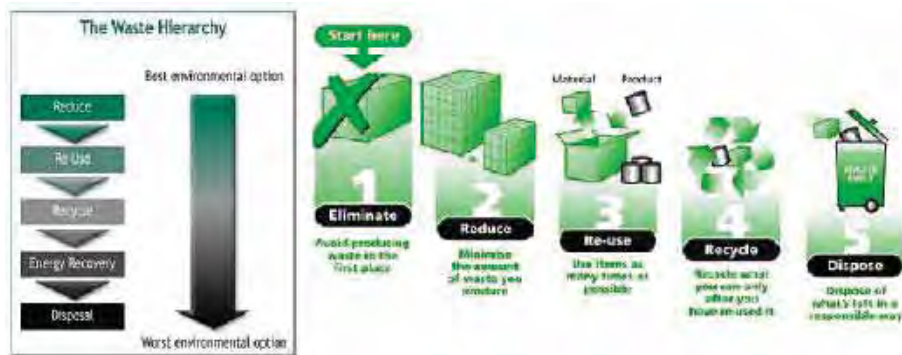 The Waste Hierarchy
Best environmental option
Reduce
Re-Use
Recycle
Energy Recovery
Disposal
Worst environmental option
Start here
1
Eliminate
Avoid producing
waste in the
first place
2
Reduce
Minimise
the amount
of waste you
produce
Material
Product
3
Re-use
Use items as
many times as
possible
4
Recycle
Recycle what
you can only
after you
have re-used it
WASTE
ONLY
5
Dispose
Dispose of
what's left in a
responsible way